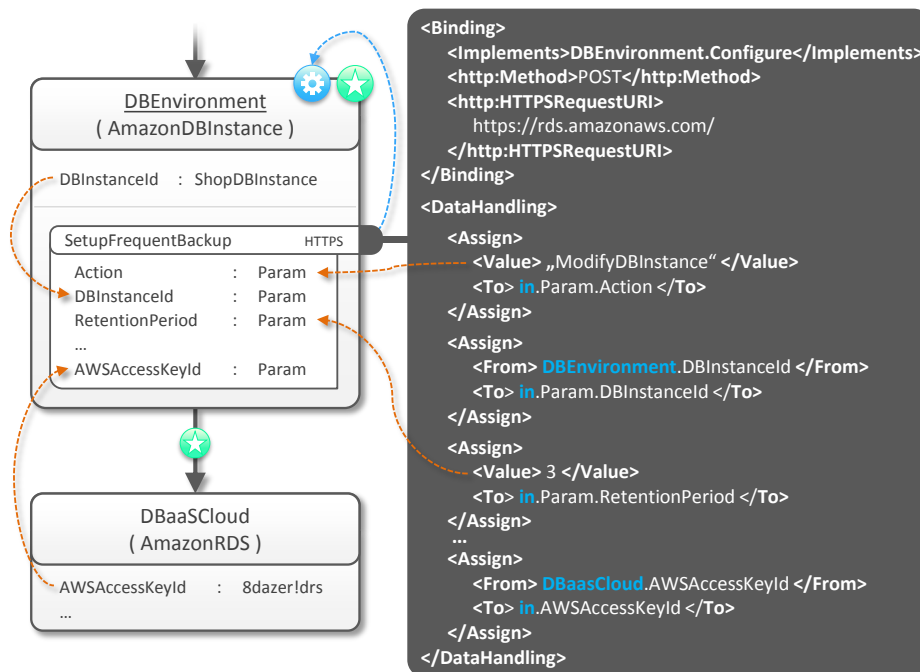 DBEnvironment
( AmazonDBInstance )
DBInstanceId : ShopDBInstance
SetupFrequentBackup HTTPS
Action : Param
DBInstanceId : Param
RetentionPeriod : Param
...
AWSAccessKeyId : Param
DBaaSCloud
( AmazonRDS )
AWSAccessKeyId : 8dazer!drs
...
<Binding>
<Implements>DBEnvironment.Configure</Implements>
<http:Method>POST</http:Method>
<http:HTTPSRequestURI>
https://rds.amazonaws.com/
</http:HTTPSRequestURI>
</Binding>
<DataHandling>
<Assign>
<Value> „ModifyDBInstance“ </Value>
<To> in.Param.Action </To>
</Assign>
<Assign>
<From> DBEnvironment.DBInstanceId </From>
<To> in.Param.DBInstanceId </To>
</Assign>
<Assign>
<Value> 3 </Value>
<To> in.Param.RetentionPeriod </To>
</Assign>
...
<Assign>
<From> DBaasCloud.AWSAccessKeyId </From>
<To> in.AWSAccessKeyId </To>
</Assign>
</DataHandling>